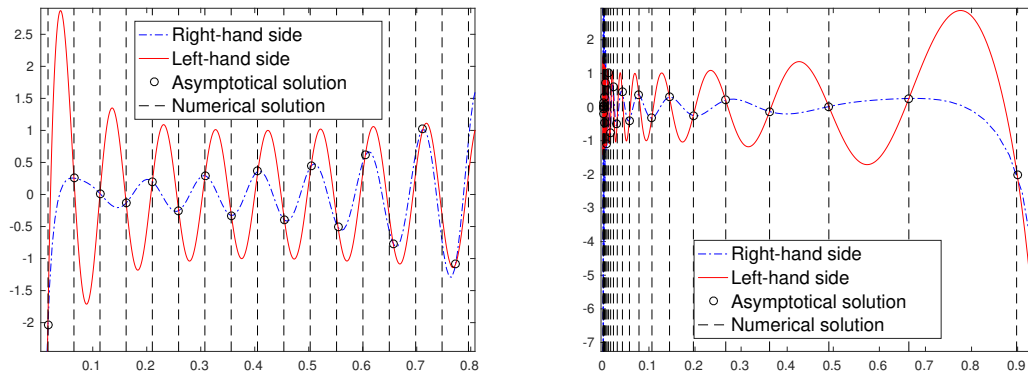 2.5
2
1.5
1
0.5
0
-0.5
-1
-1.5
-2
0.1 0.2 0.3 0.4 0.5 0.6 0.7 0.8
Right-hand side
Left-hand side
Asymptotical solution
Numerical solution
2
1
0
-1
-2
-3
-4
-5
-6
-7
0 0.1 0.2 0.3 0.4 0.5 0.6 0.7 0.8 0.9
Right-hand side
Left-hand side
Asymptotical solution
Numerical solution